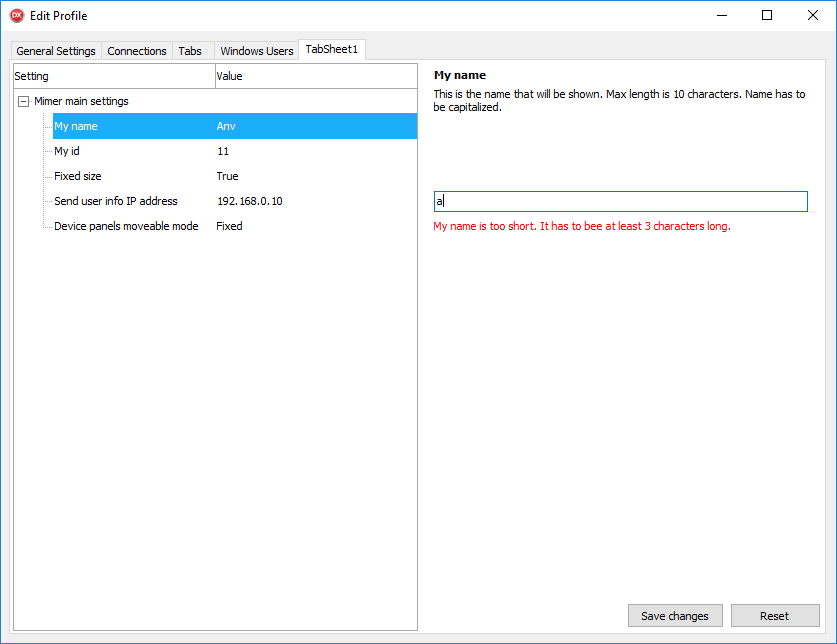 DX Edit Profile
General Settings Connections Tabs Windows Users TabSheet1
Setting Value
Mimer main settings
My name Anv
My id 11
Fixed size True
Send user info IP address 192.168.0.10
Device panels moveable mode Fixed
My name
This is the name that will be shown. Max length is 10 characters. Name has to
be capitalized.
a
My name is too short. It has to bee at least 3 characters long.
Save changes Reset